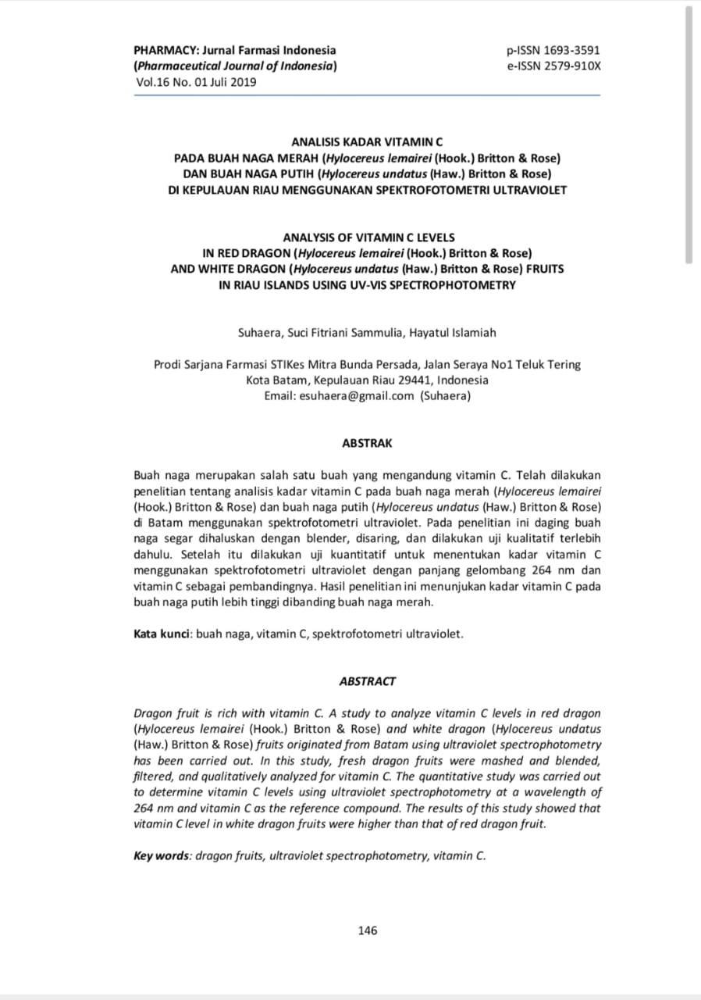 PHARMACY: Jurnal Farmasi Indonesia
p-ISSN 1693-3591
(Pharmaceutical Journal of Indonesia)
e-ISSN 2579-910X
Vol.16 No. 01 Juli 2019
ANALISIS KADAR VITAMIN C
PADA BUAH NAGA MERAH (Hylocereus lemairei (Hook.) Britton & Rose)
DAN BUAH NAGA PUTIH (Hylocereus undatus (Haw.) Britton & Rose)
DI KEPULAUAN RIAU MENGGUNAKAN SPEKTROFOTOMETRI ULTRAVIOLET
ANALYSIS OF VITAMIN C LEVELS
IN RED DRAGON (Hylocereus lemairei (Hook.) Britton & Rose)
AND WHITE DRAGON (Hylocereus undatus (Haw.) Britton & Rose) FRUITS
IN RIAU ISLANDS USING UV-VIS SPECTROPHOTOMETRY
Suhaera, Suci Fitriani Sammulia, Hayatul Islamiah
Prodi Sarjana Farmasi STIKes Mitra Bunda Persada, Jalan Seraya No1 Teluk Tering
Kota Batam, Kepulauan Riau 29441, Indonesia
Email: esuhaera@gmail.com (Suhaera)
ABSTRAK
Buah naga merupakan salah satu buah yang mengandung vitamin C. Telah dilakukan
penelitian tentang analisis kadar vitamin C pada buah naga merah (Hylocereus lemairei
(Hook.) Britton & Rose) dan buah naga putih (Hylocereus undatus (Haw.) Britton & Rose)
di Batam menggunakan spektrofotometri ultraviolet. Pada penelitian ini daging buah
naga segar dihaluskan dengan blender, disaring, dan dilakukan uji kualitatif terlebih
dahulu. Setelah itu dilakukan uji kuantitatif untuk menentukan kadar vitamin C
menggunakan spektrofotometri ultraviolet dengan panjang gelombang 264 nm dan
vitamin C sebagai pembandingnya. Hasil penelitian ini menunjukan kadar vitamin C pada
buah naga putih lebih tinggi dibanding buah naga merah.
Kata kunci: buah naga, vitamin C, spektrofotometri ultraviolet.
ABSTRACT
Dragon fruit is rich with vitamin C. A study to analyze vitamin C levels in red dragon
(Hylocereus lemairei (Hook.) Britton & Rose) and white dragon (Hylocereus undatus
(Haw.) Britton & Rose) fruits originated from Batam using ultraviolet spectrophotometry
has been carried out. In this study, fresh dragon fruits were mashed and blended,
filtered, and qualitatively analyzed for vitamin C. The quantitative study was carried out
to determine vitamin C levels using ultraviolet spectrophotometry at a wavelength of
264 nm and vitamin C as the reference compound. The results of this study showed that
vitamin C level in white dragon fruits were higher than that of red dragon fruit.
Key words: dragon fruits, ultraviolet spectrophotometry, vitamin C.
146